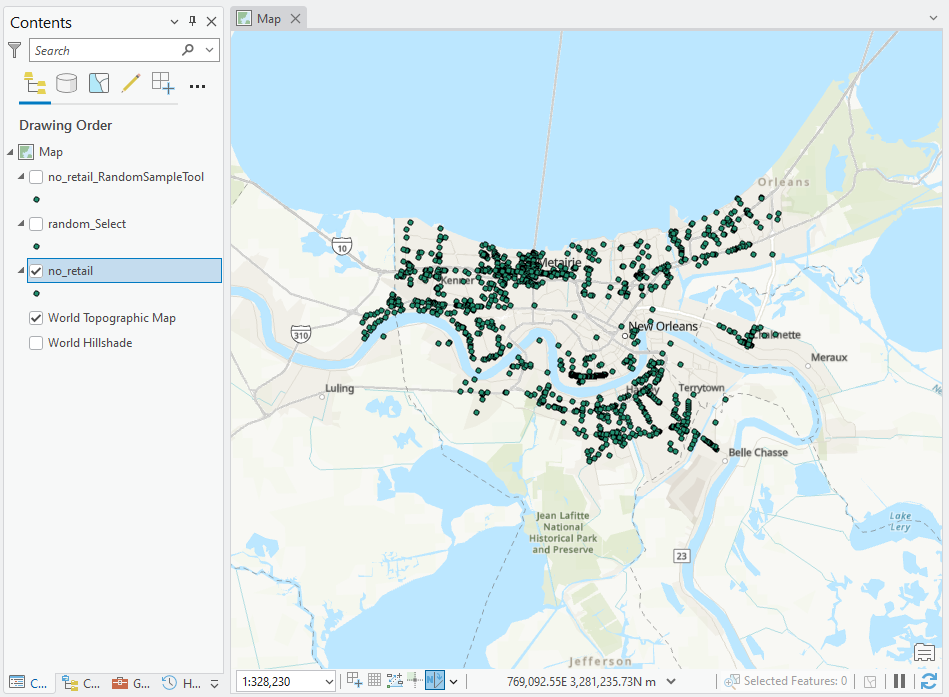 Contents
Search
Drawing Order
Map
no_retail_RandomSampleTool
random_Select
no_retail
World Topographic Map
World Hillshade
C...
C...
G...
H...
Map
Orleans
10
Metairie
Kenner
310
New Orleans
Chalmette
Meraux
Luling
Terrytown
Belle Chasse
Jean Lafitte
National
Historical Park
and Preserve
Lake
Lery
23
Jefferson
1:328,230
769,092.55E 3,281,235.73N m
Selected Features: 0